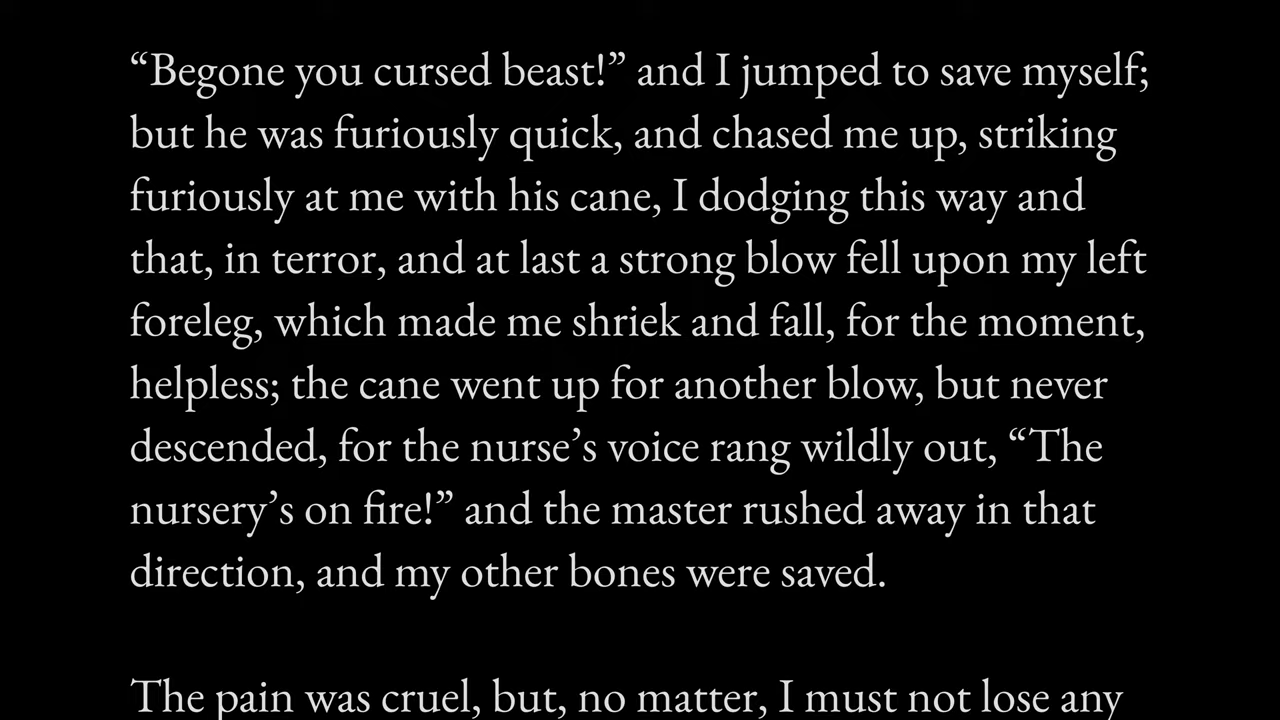 “Begone you cursed beast!” and I jumped to save myself;
but he was furiously quick, and chased me up, striking
furiously at me with his cane, I dodging this way and
that, in terror, and at last a strong blow fell upon my left
foreleg, which made me shriek and fall, for the moment,
helpless; the cane went up for another blow, but never
descended, for the nurse’s voice rang wildly out, “The
nursery’s on fire!” and the master rushed away in that
direction, and my other bones were saved.
The pain was cruel, but, no matter, I must not lose any